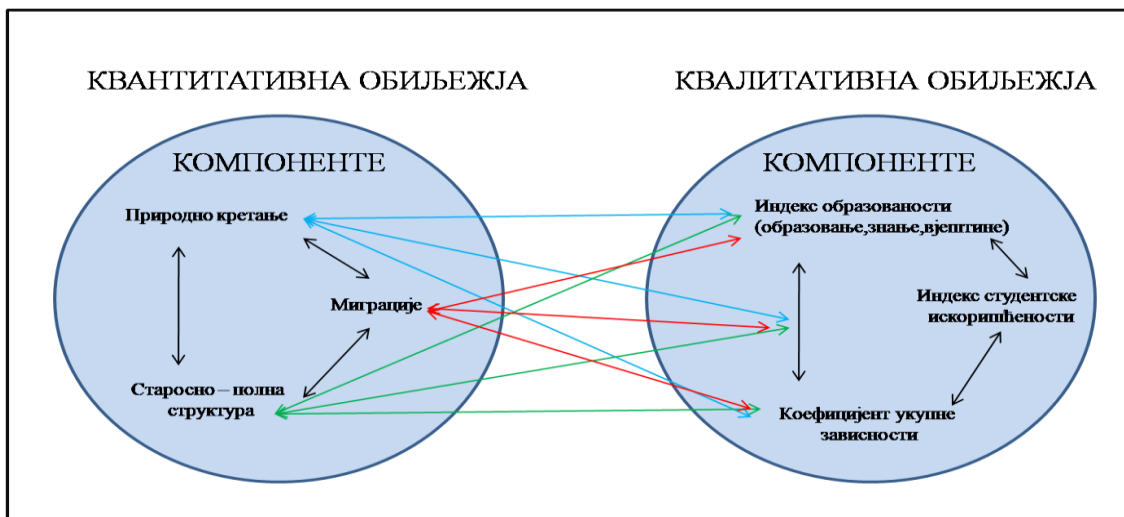 КВАНТИТАТИВНА ОБИЉЕЖЈА
КОМПОНЕНТЕ
Природно кретање
Миграције
Старосно – полна
структура
КВАЛИТАТИВНА ОБИЉЕЖЈА
КОМПОНЕНТЕ
Индекс образованости
(образовање,знање,вјештине)
Индекс студентске
искоришћености
Коефицијент укупне
зависности